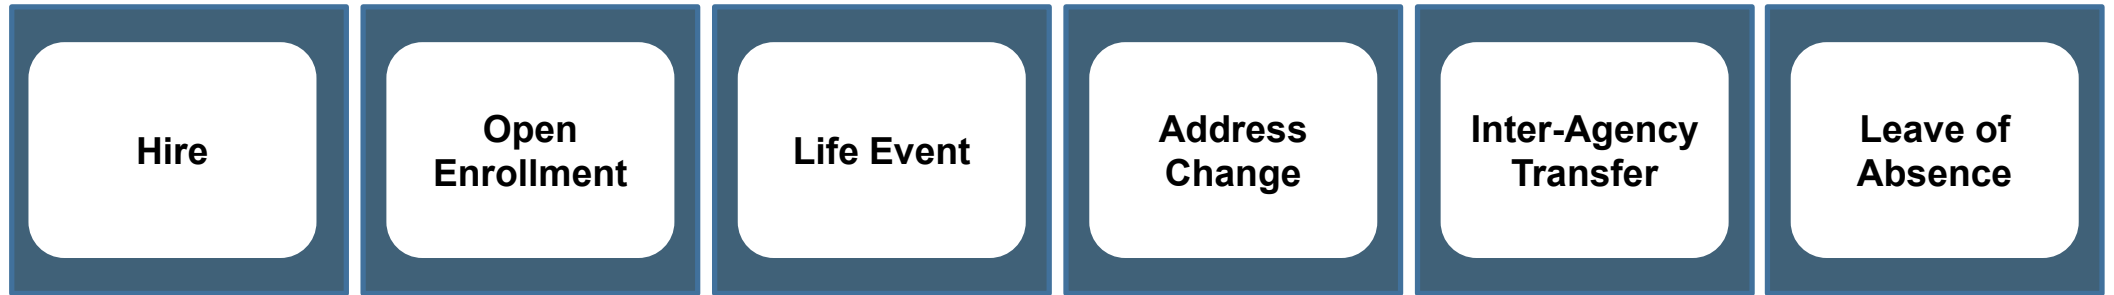 Hire
Open
Enrollment
Life Event
Address
Change
Inter-Agency
Transfer
Leave of
Absence